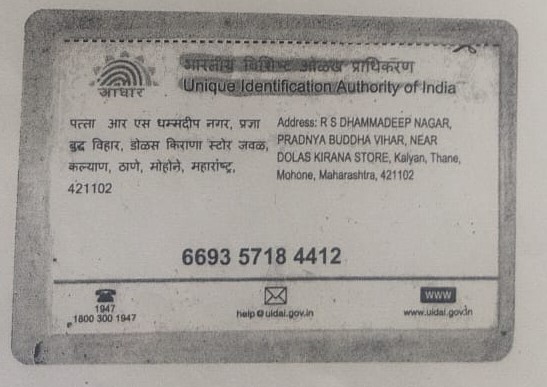 भारतीय विशिष्ट ओळख प्राधिकरण
Unique Identification Authority of India
आधार
पत्ता आर एस धम्मदीप नगर, प्रज्ञा
बुद्ध विहार, डोळस किराणा स्टोर जवळ,
कल्याण, ठाणे, मोहोने, महाराष्ट्र,
421102
Address: R S DHAMMADEEP NAGAR,
PRADNYA BUDDHA VIHAR, NEAR
DOLAS KIRANA STORE, Kalyan, Thane,
Mohone, Maharashtra, 421102
6693 5718 4412
1947
1800 300 1947
help@uidai.gov.in
WWW
www.uidai.gov.in